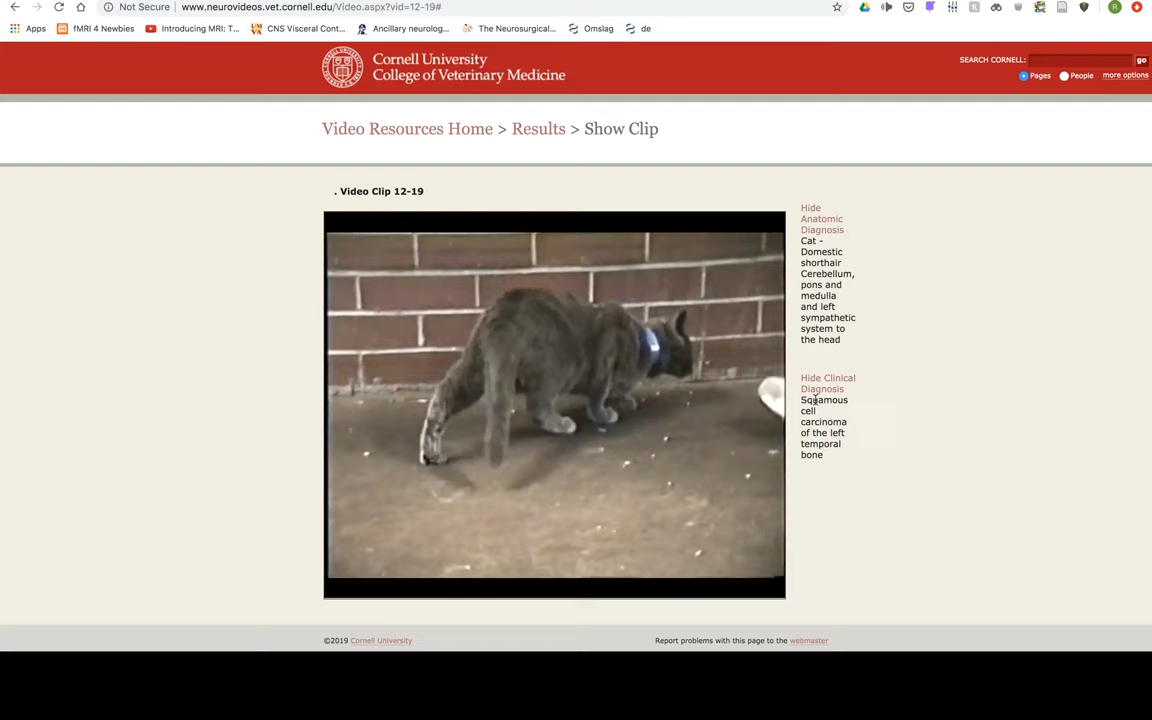 Not Secure www.neurovideos.vet.cornell.edu/Video.aspx?vid=12-19#
Apps fMRI 4 Newbies Introducing MRI: T... CNS Visceral Cont... Ancillary neurolog... The Neurosurgical... Omslag de
Cornell University
College of Veterinary Medicine
SEARCH CORNELL: go
Pages People more options
Video Resources Home > Results > Show Clip
. Video Clip 12-19
Hide
Anatomic
Diagnosis
Cat -
Domestic
shorthair
Cerebellum,
pons and
medulla
and left
sympathetic
system to
the head
Hide Clinical
Diagnosis
Squamous
cell
carcinoma
of the left
temporal
bone
©2019 Cornell University
Report problems with this page to the webmaster